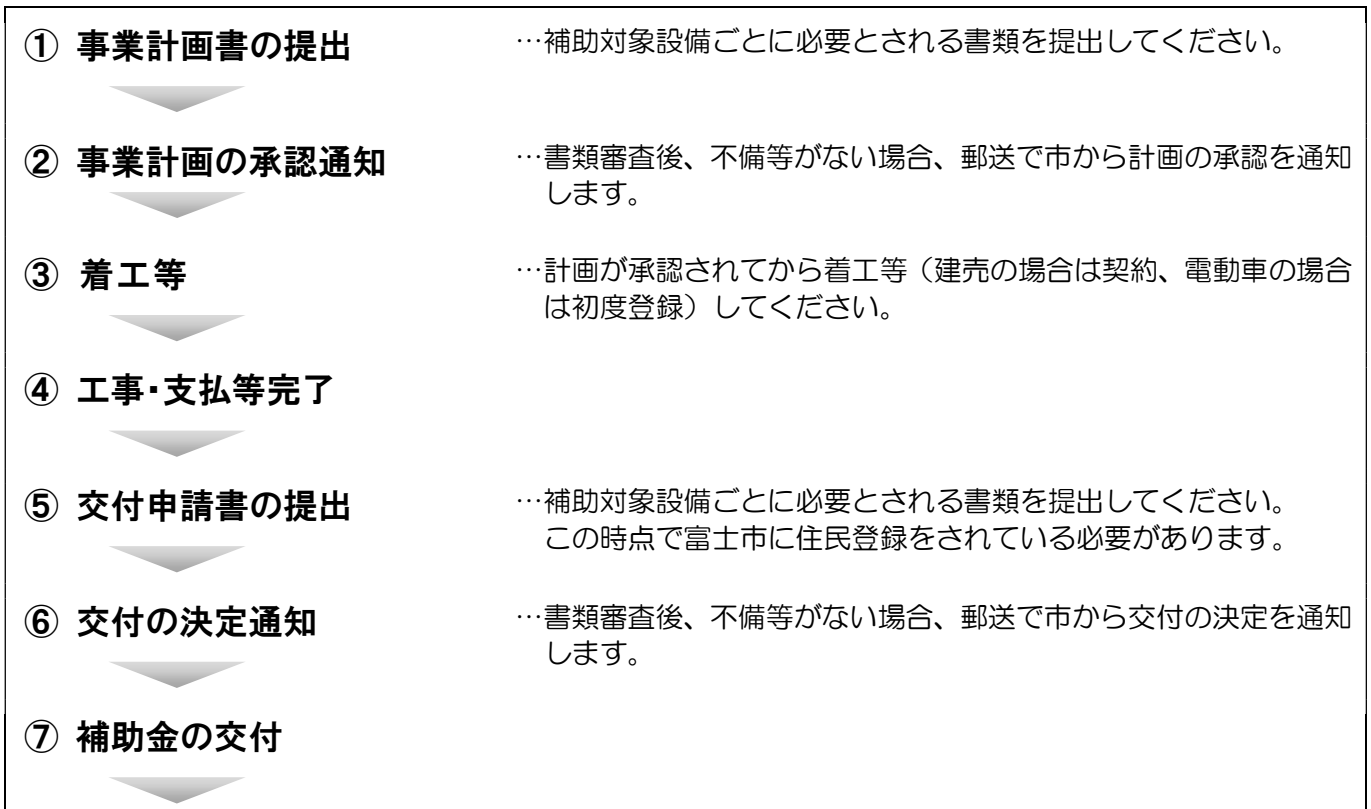 ① 事業計画書の提出
…補助対象設備ごとに必要とされる書類を提出してください。
② 事業計画の承認通知
…書類審査後、不備等がない場合、郵送で市から計画の承認を通知
します。
③ 着工等
…計画が承認されてから着工等（建売の場合は契約、電動車の場合
は初度登録）してください。
④ 工事・支払等完了
⑤ 交付申請書の提出
…補助対象設備ごとに必要とされる書類を提出してください。
この時点で富士市に住民登録をされている必要があります。
⑥ 交付の決定通知
…書類審査後、不備等がない場合、郵送で市から交付の決定を通知
します。
⑦ 補助金の交付